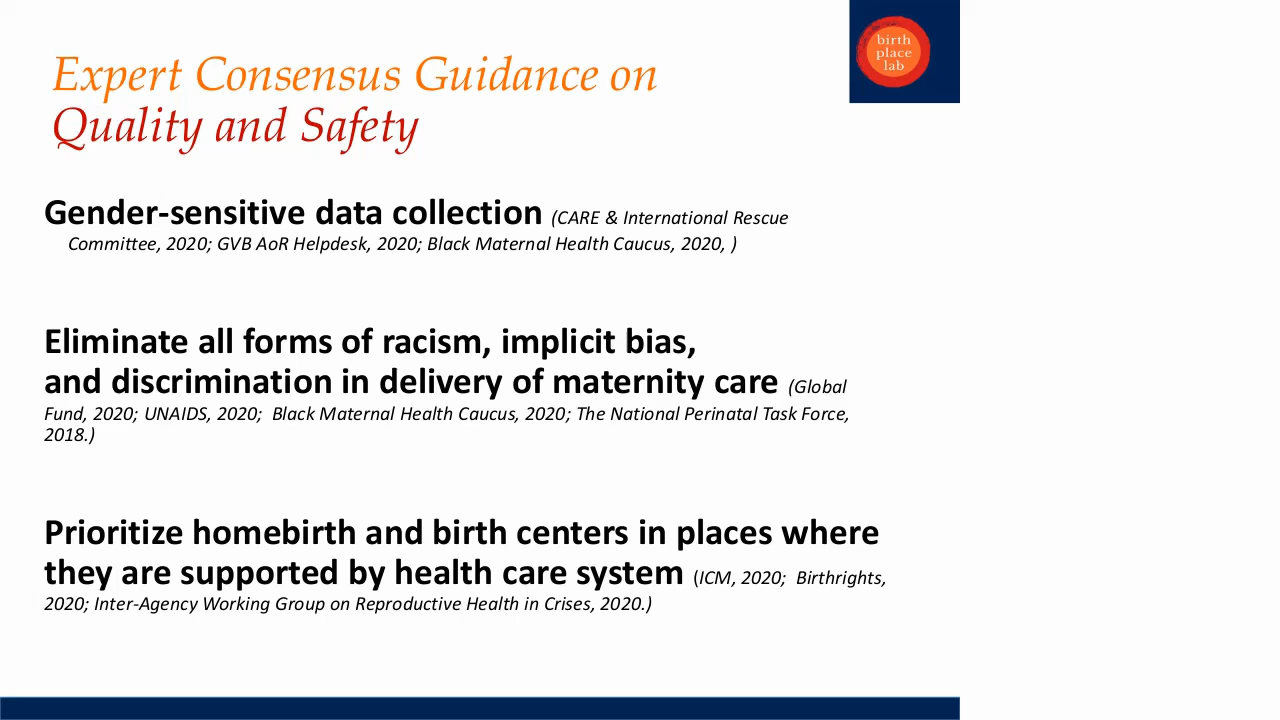 birth
place
lab
Expert Consensus Guidance on
Quality and Safety
Gender-sensitive data collection (CARE & International Rescue
Committee, 2020; GVB AoR Helpdesk, 2020; Black Maternal Health Caucus, 2020, )
Eliminate all forms of racism, implicit bias,
and discrimination in delivery of maternity care (Global
Fund, 2020; UNAIDS, 2020;  Black Maternal Health Caucus, 2020; The National Perinatal Task Force,
2018.)
Prioritize homebirth and birth centers in places where
they are supported by health care system (ICM, 2020;  Birthrights,
2020; Inter-Agency Working Group on Reproductive Health in Crises, 2020.)